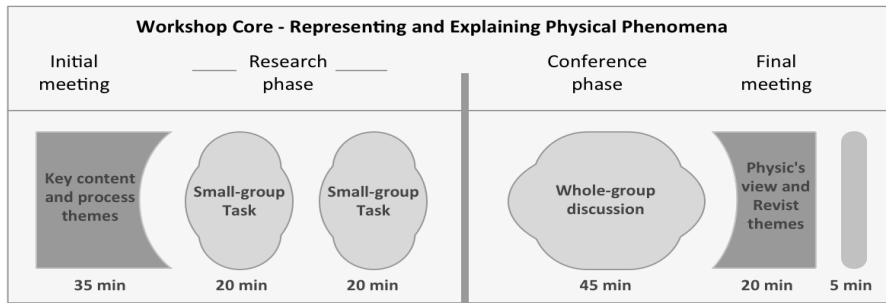 Workshop Core - Representing and Explaining Physical Phenomena
Initial
meeting
Research
phase
Conference
phase
Final
meeting
Key content
and process
themes
Small-group
Task
Small-group
Task
Whole-group
discussion
Physic's
view and
Revist
themes
35 min
20 min
20 min
45 min
20 min
5 min